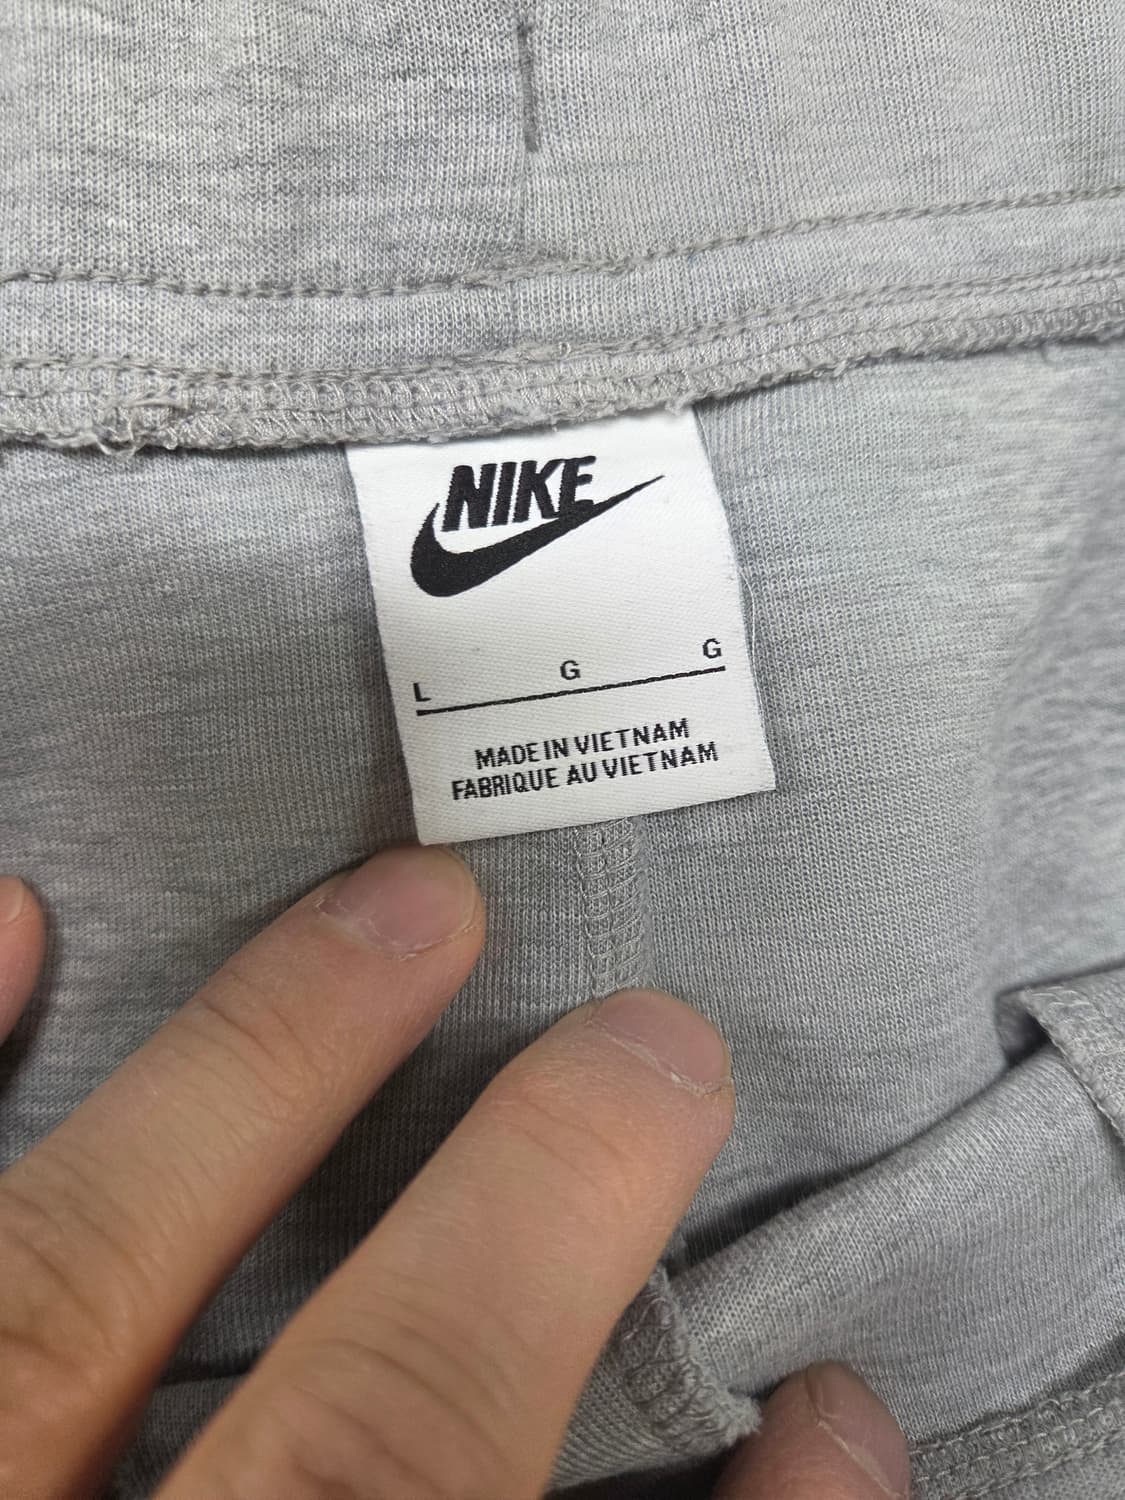 NIKE
L G G
MADE IN VIETNAM
FABRIQUE AU VIETNAM